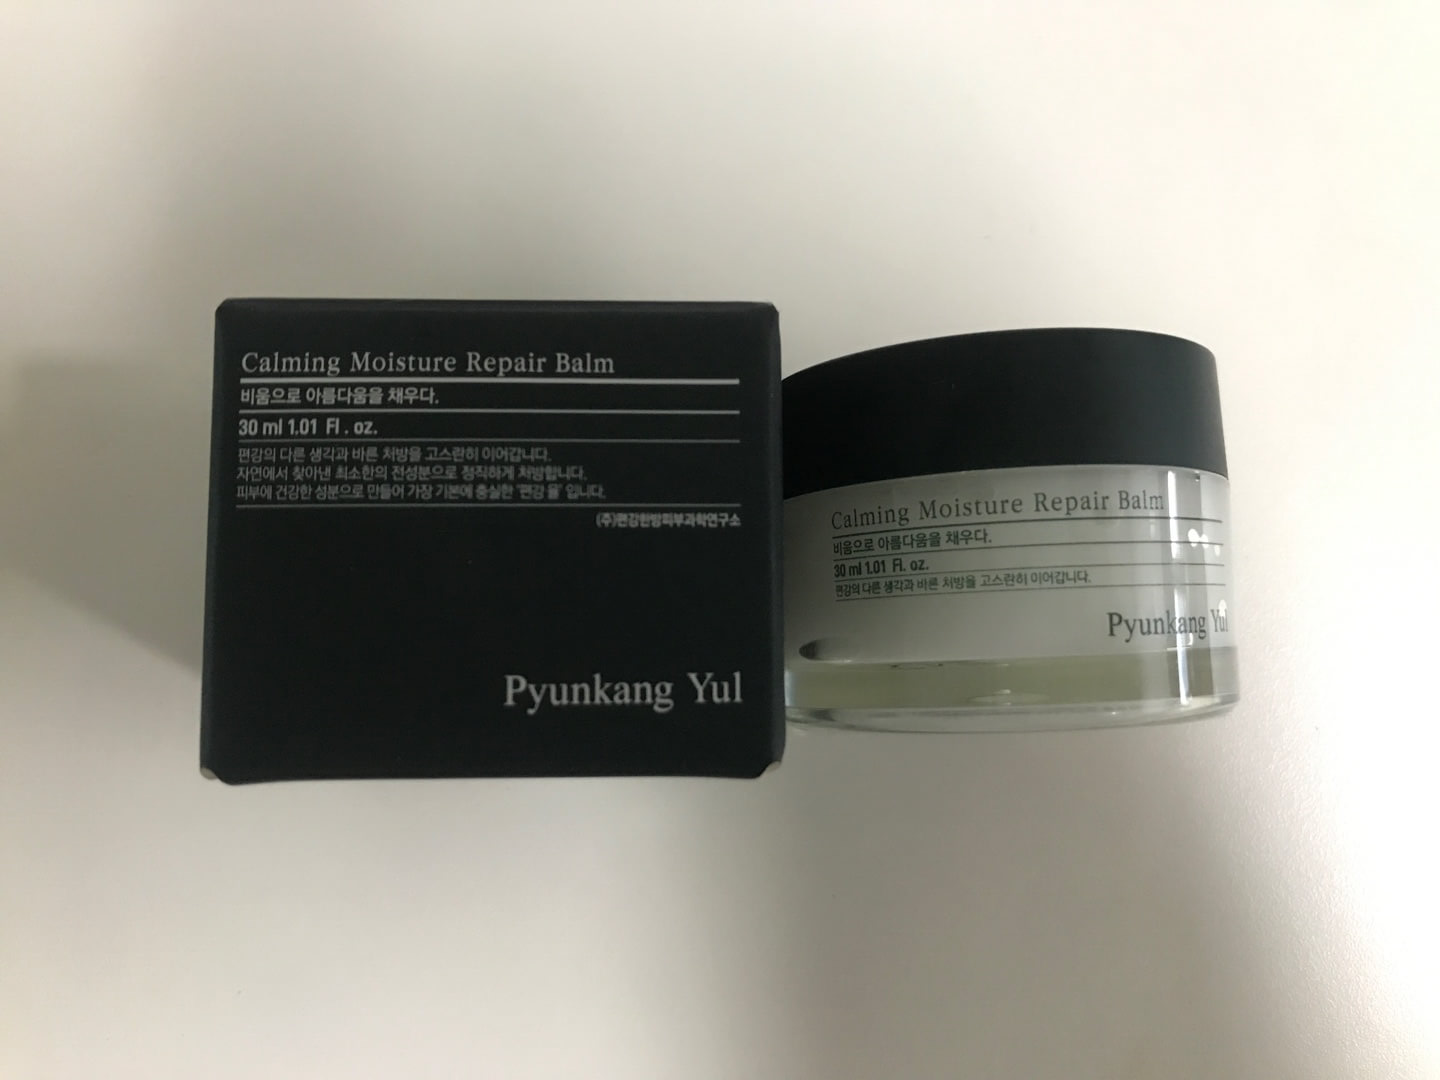 Calming Moisture Repair Balm
비움으로 아름다움을 채우다.
30 ml 1.01 Fl . oz.
편강의 다른 생각과 바른 처방을 고스란히 이어갑니다.
자연에서 찾아낸 최소한의 전성분으로 정직하게 처방합니다.
피부에 건강한 성분으로 만들어 가장 기본에 충실한 '편강 율' 입니다.
(주)편강한방피부과학연구소
Pyunkang Yul
Calming Moisture Repair Balm
비움으로 아름다움을 채우다.
30 ml 1.01 Fl. oz.
편강의 다른 생각과 바른 처방을 고스란히 이어갑니다.
Pyunkang Yul